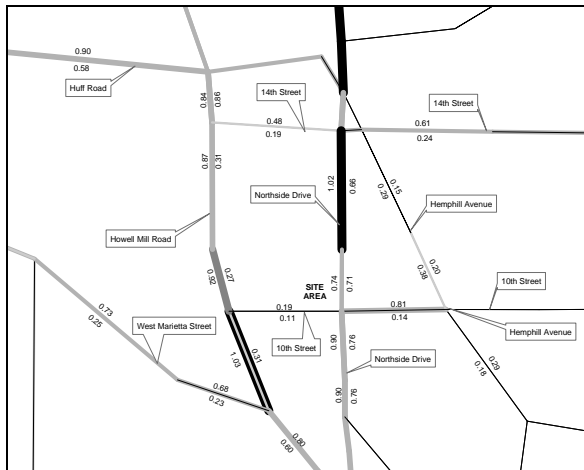 0.90
0.58
Huff Road
0.84
0.86
14th Street
0.48
0.19
0.61
0.24
14th Street
0.87
0.31
1.02
0.66
Northside Drive
0.15
0.29
Hemphill Avenue
Howell Mill Road
0.27
0.92
0.20
0.38
0.74
0.71
SITE
AREA
0.73
0.25
West Marietta Street
0.19
0.11
10th Street
0.81
0.14
10th Street
Hemphill Avenue
0.31
1.03
0.90
0.76
Northside Drive
0.29
0.18
0.68
0.23
0.90
0.76
0.80
0.60